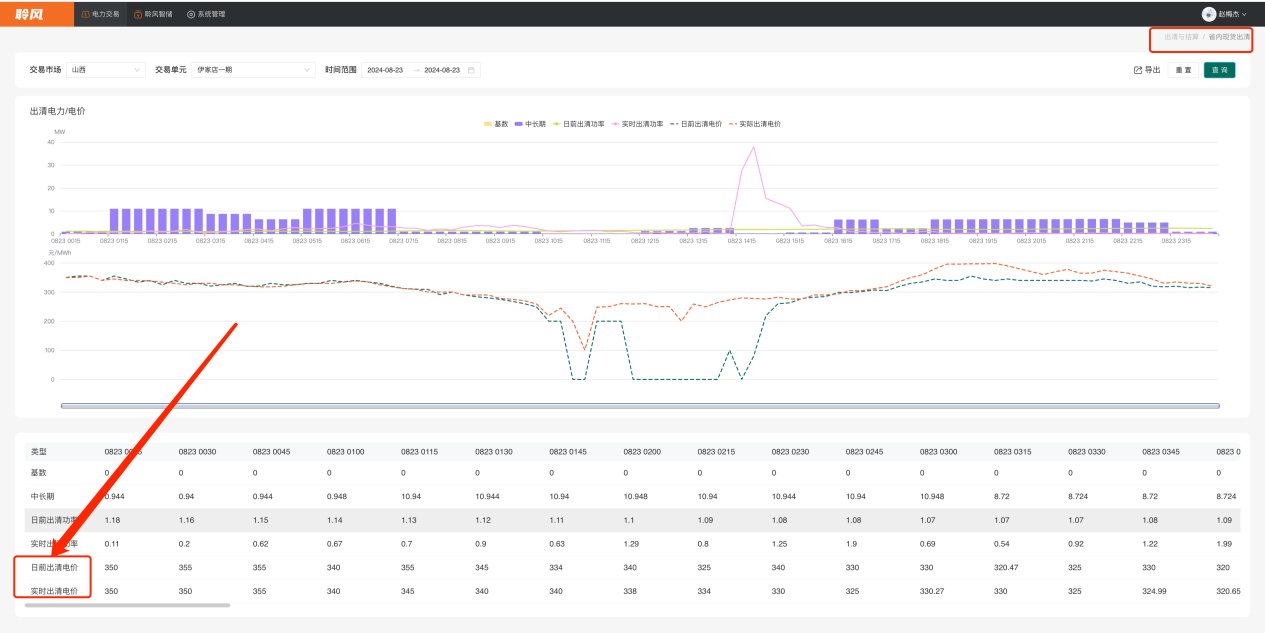 聆风 电力交易 聆风智储 系统管理 赵梅杰
出清与结算 / 省内现货出清
交易市场 山西 交易单元 伊家店一期 时间范围 2024-08-23 → 2024-08-23 导出 重置 查询
出清电力/电价
基数 中长期 日前出清功率 实时出清功率 日前出清电价 实际出清电价
MW
40
30
20
10
0
0823 0015 0823 0115 0823 0215 0823 0315 0823 0415 0823 0515 0823 0615 0823 0715 0823 0815 0823 0915 0823 1015 0823 1115 0823 1215 0823 1315 0823 1415 0823 1515 0823 1615 0823 1715 0823 1815 0823 1915 0823 2015 0823 2115 0823 2215 0823 2315
元/MWh
400
300
200
100
0
类型 0823 0030 0823 0045 0823 0100 0823 0115 0823 0130 0823 0145 0823 0200 0823 0215 0823 0230 0823 0245 0823 0300 0823 0315 0823 0330 0823 0345 0823 0
基数 0 0 0 0 0 0 0 0 0 0 0 0 0 0 0 0
中长期 0.944 0.94 0.944 0.948 10.94 10.944 10.94 10.948 10.94 10.944 10.94 10.948 8.72 8.724 8.72 8.724
日前出清功率 1.18 1.16 1.15 1.14 1.13 1.12 1.11 1.1 1.09 1.08 1.08 1.07 1.07 1.07 1.08 1.09
实时出清功率 0.11 0.2 0.62 0.67 0.7 0.9 0.63 1.29 0.8 1.25 1.9 0.69 0.54 0.92 1.22 1.99
日前出清电价 350 355 355 340 355 345 334 340 325 340 330 330 320.47 325 330 320
实时出清电价 350 350 355 340 345 340 340 338 334 330 325 330.27 330 325 324.99 320.65